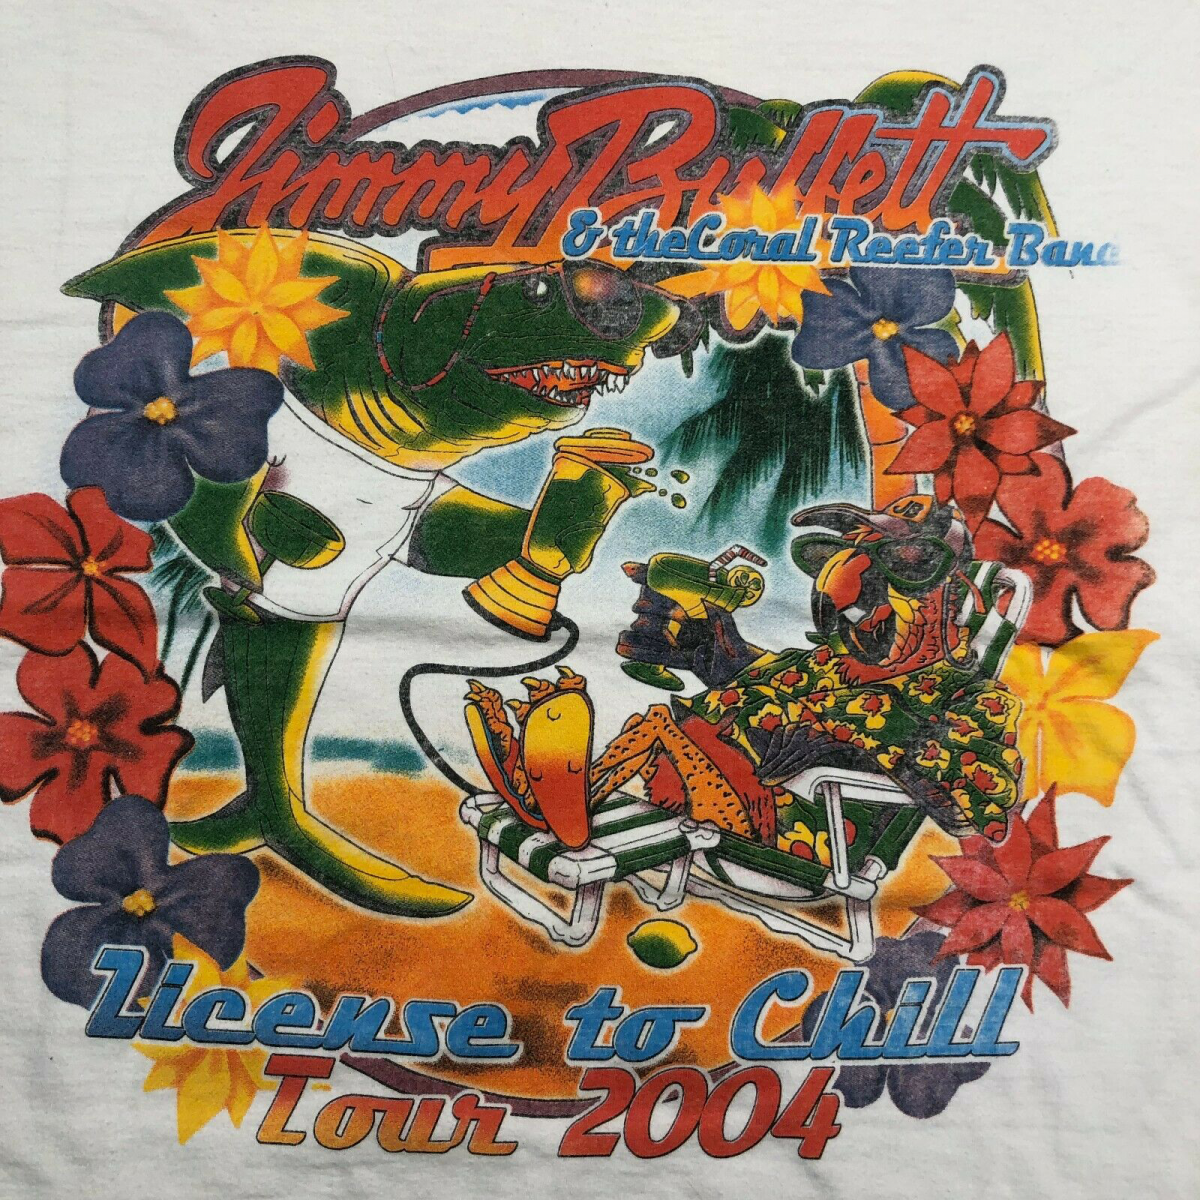 Jimmy Buffett
& the Coral Reefer Band
JB
License to Chill
Tour 2004